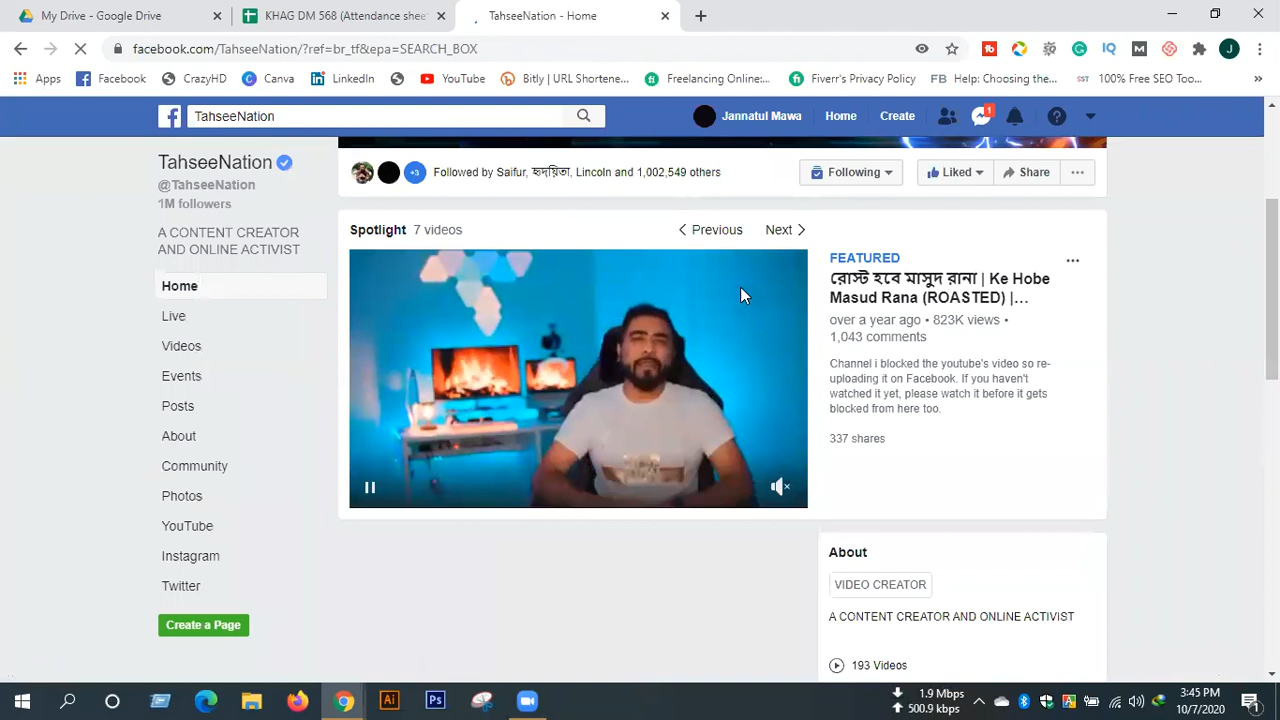 My Drive - Google Drive
KHAG DM 568 (Attendance shee
TahseeNation - Home
facebook.com/TahseeNation/?ref=br_tf&epa=SEARCH_BOX
Apps Facebook CrazyHD Canva LinkedIn YouTube Bitly | URL Shortene... Freelancing Online:... Fiverr's Privacy Policy FB Help: Choosing the... SST 100% Free SEO Too... »
TahseeNation
Jannatul Mawa Home Create 1
TahseeNation
@TahseeNation
1M followers
A CONTENT CREATOR
AND ONLINE ACTIVIST
Home
Live
Videos
Events
Posts
About
Community
Photos
YouTube
Instagram
Twitter
Create a Page
+3 Followed by Saifur, হৃদয়িতা, Lincoln and 1,002,549 others
Following Liked Share ...
Spotlight 7 videos Previous Next
FEATURED ...
রোস্ট হবে মাসুদ রানা | Ke Hobe
Masud Rana (ROASTED) |...
over a year ago • 823K views •
1,043 comments
Channel i blocked the youtube's video so re-
uploading it on Facebook. If you haven't
watched it yet, please watch it before it gets
blocked from here too.
337 shares
About
VIDEO CREATOR
A CONTENT CREATOR AND ONLINE ACTIVIST
193 Videos
Ai Ps
1.9 Mbps
500.9 kbps
3:45 PM
10/7/2020
1